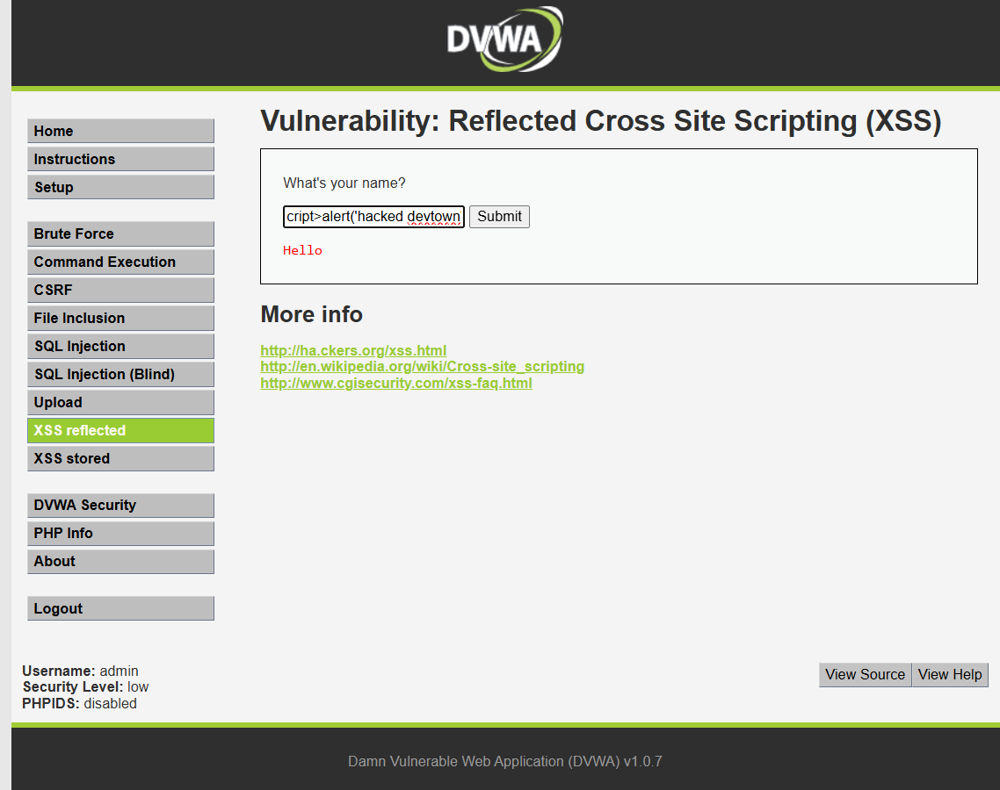 DVWA
Home
Instructions
Setup
Brute Force
Command Execution
CSRF
File Inclusion
SQL Injection
SQL Injection (Blind)
Upload
XSS reflected
XSS stored
DVWA Security
PHP Info
About
Logout
Vulnerability: Reflected Cross Site Scripting (XSS)
What's your name?
cript>alert('hacked devtown Submit
Hello
More info
http://ha.ckers.org/xss.html
http://en.wikipedia.org/wiki/Cross-site_scripting
http://www.cgisecurity.com/xss-faq.html
Username: admin
Security Level: low
PHPIDS: disabled
View Source View Help
Damn Vulnerable Web Application (DVWA) v1.0.7